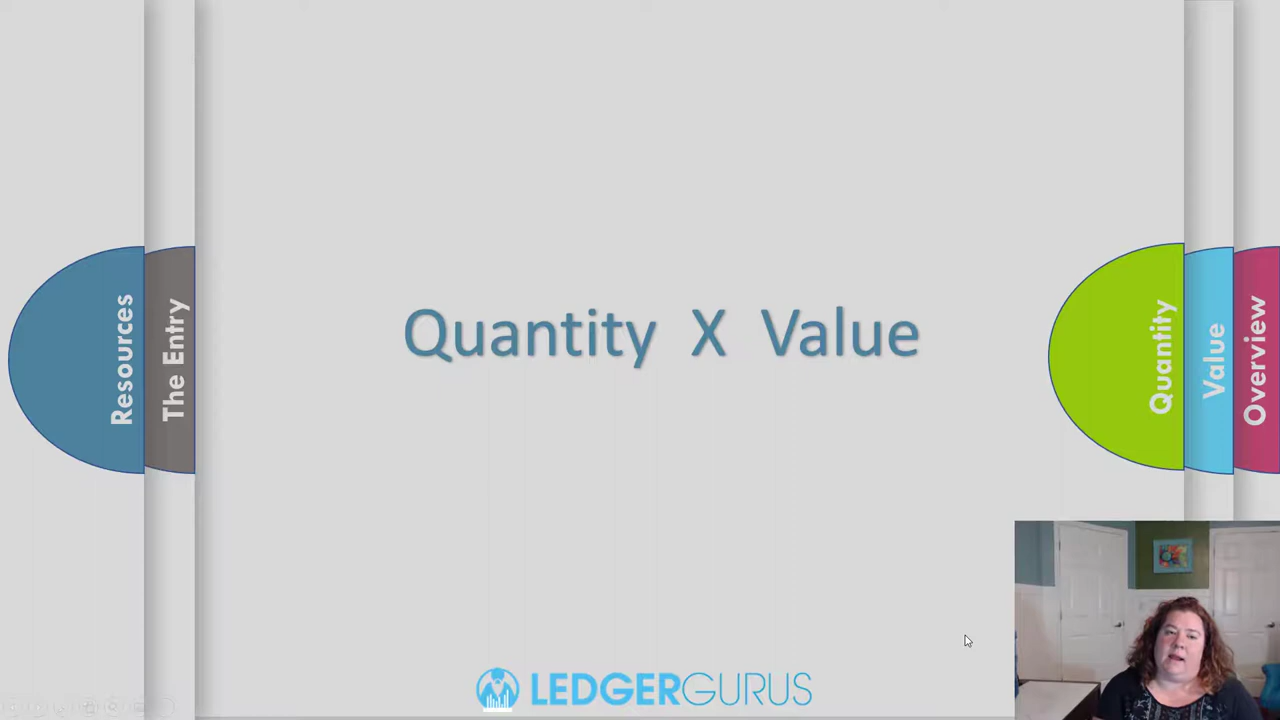 Resources
The Entry
Quantity X Value
Quantity
Value
Overview
LEDGERGURUS